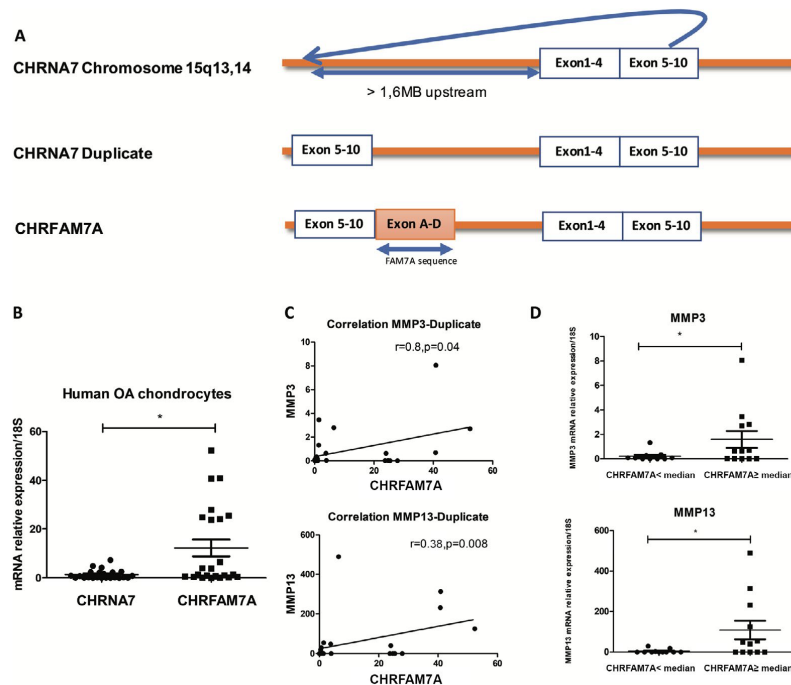 A
CHRNA7 Chromosome 15q13,14
Exon1-4
Exon 5-10
> 1,6MB upstream
CHRNA7 Duplicate
Exon 5-10
Exon1-4
Exon 5-10
CHRFAM7A
Exon 5-10
Exon A-D
Exon1-4
Exon 5-10
FAM7A sequence
B
Human OA chondrocytes
*
mRNA relative expression/18S
60
40
20
0
CHRNA7
CHRFAM7A
C
Correlation MMP3-Duplicate
r=0.8,p=0.04
MMP3
10
8
6
4
2
0
0
20
40
60
CHRFAM7A
Correlation MMP13-Duplicate
r=0.38,p=0.008
MMP13
600
400
200
0
0
20
40
60
CHRFAM7A
D
MMP3
*
MMP3 mRNA relative expression/18S
10
8
6
4
2
0
CHRFAM7A< median
CHRFAM7A≥ median
MMP13
*
MMP13 mRNA relative expression/18S
600
400
200
0
CHRFAM7A< median
CHRFAM7A≥ median